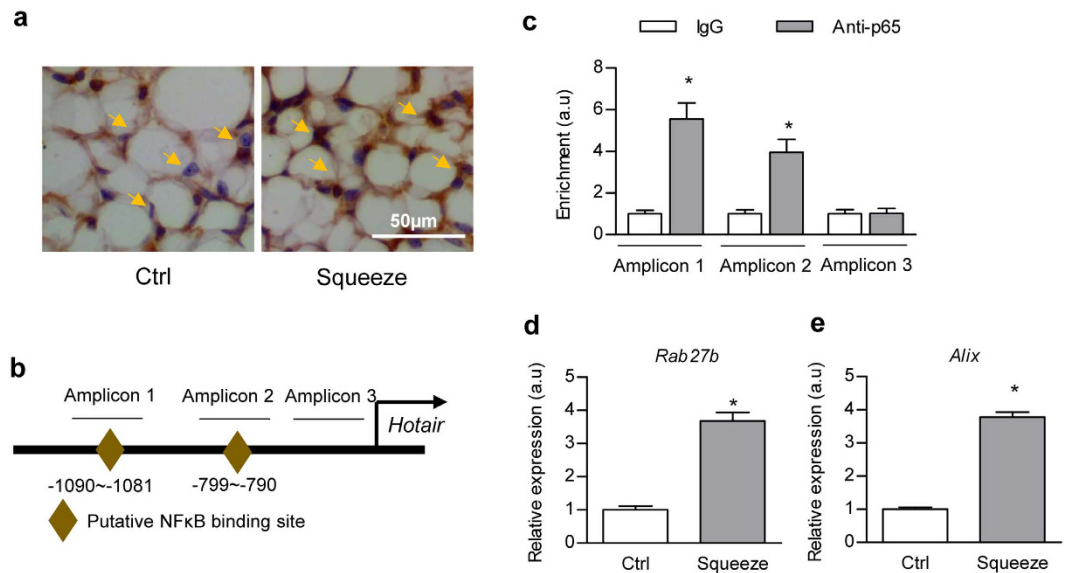 a
50μm
Ctrl
Squeeze
b
Amplicon 1
Amplicon 2
Amplicon 3
Hotair
-1090~-1081
-799~-790
Putative NFκB binding site
c
IgG
Anti-p65
Enrichment (a.u)
8
6
4
2
0
*
*
Amplicon 1
Amplicon 2
Amplicon 3
d
Rab27b
Relative expression (a.u)
5
4
3
2
1
0
*
Ctrl
Squeeze
e
Alix
Relative expression (a.u)
5
4
3
2
1
0
*
Ctrl
Squeeze